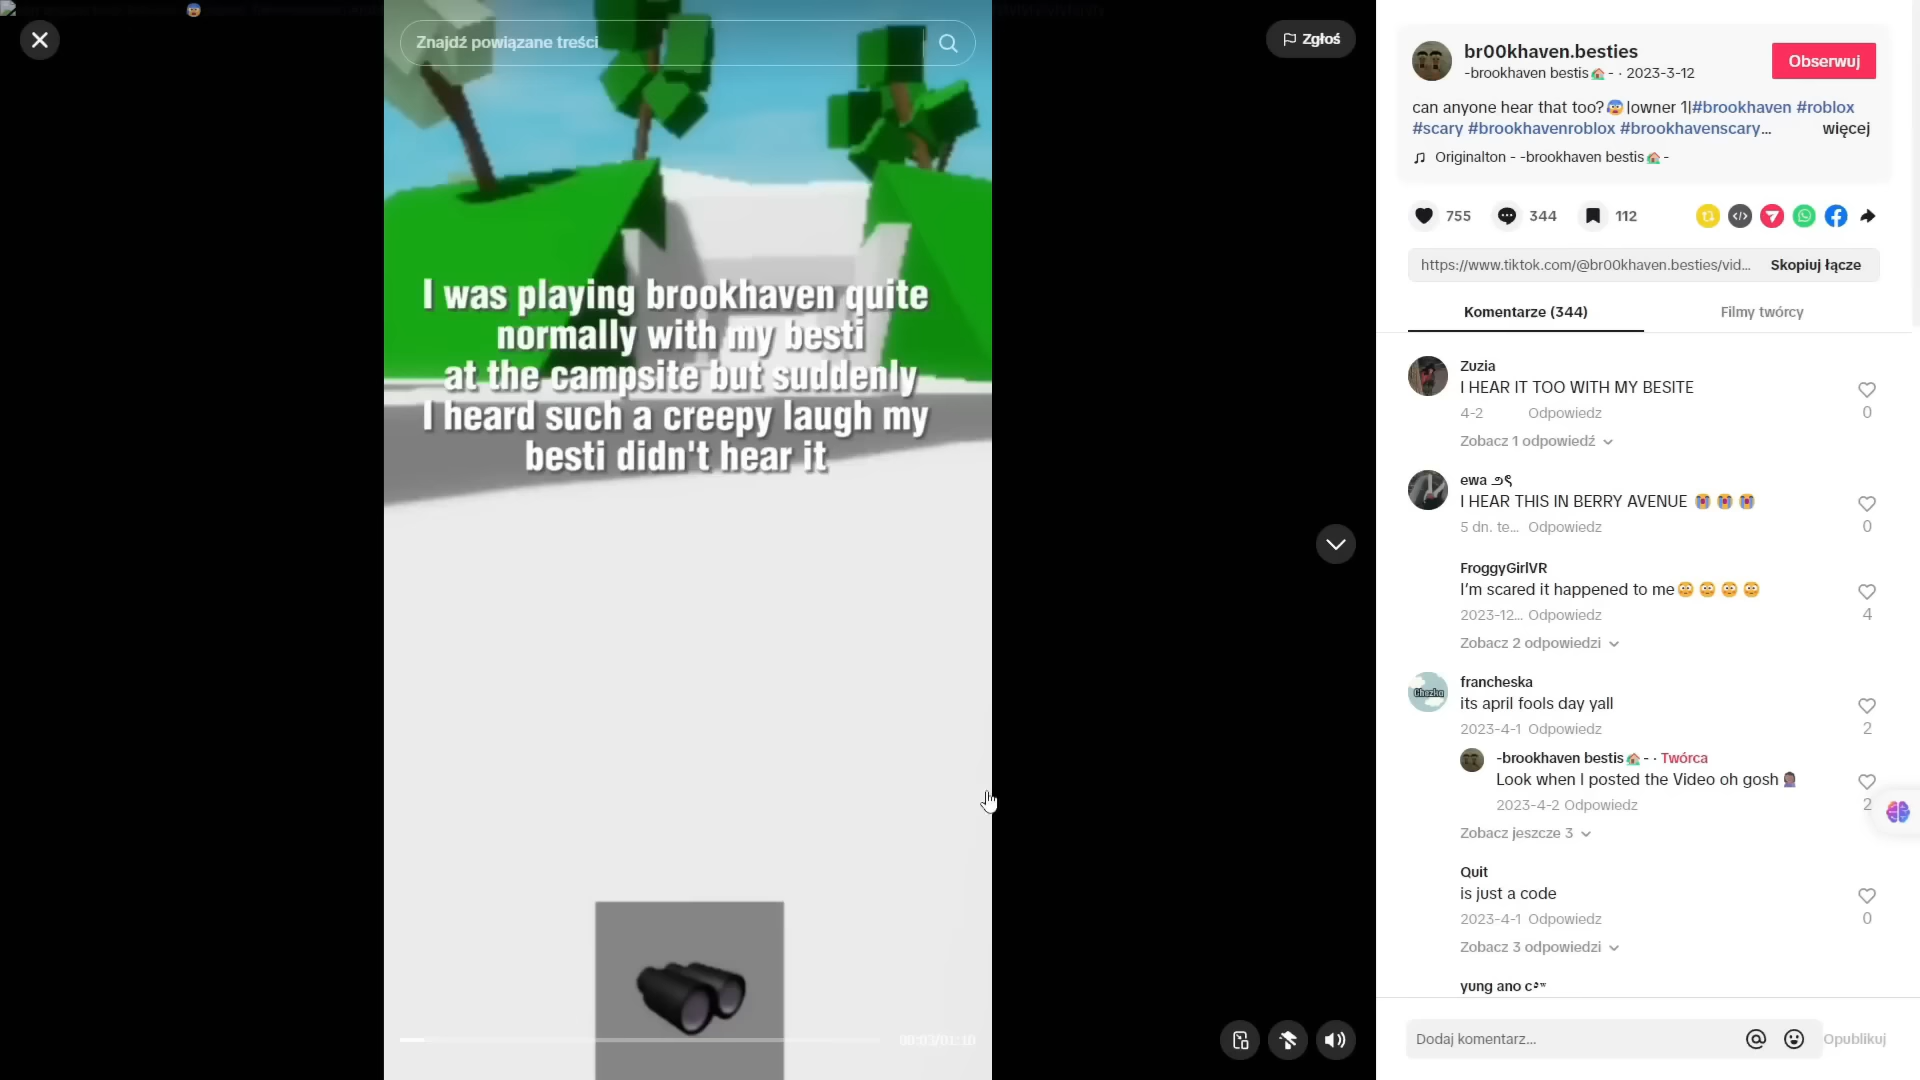 Znajdź powiązane treści
Zgłoś
I was playing brookhaven quite
normally with my besti
at the campsite but suddenly
I heard such a creepy laugh my
besti didn't hear it
00:03/01:10
br00khaven.besties
-brookhaven bestis🏠- · 2023-3-12
Obserwuj
can anyone hear that too?😨|owner 1|#brookhaven #roblox
#scary #brookhavenroblox #brookhavenscary...
więcej
Originalton - -brookhaven bestis🏠-
755
344
112
https://www.tiktok.com/@br00khaven.besties/vid...
Skopiuj łącze
Komentarze (344)
Filmy twórcy
Zuzia
I HEAR IT TOO WITH MY BESITE
4-2 Odpowiedz
0
Zobacz 1 odpowiedź
ewa
I HEAR THIS IN BERRY AVENUE 😭😭😭
5 dn. te... Odpowiedz
0
FroggyGirlVR
I'm scared it happened to me😳😳😳😳
2023-12... Odpowiedz
4
Zobacz 2 odpowiedzi
francheska
its april fools day yall
2023-4-1 Odpowiedz
2
-brookhaven bestis🏠- · Twórca
Look when I posted the Video oh gosh
2023-4-2 Odpowiedz
2
Zobacz jeszcze 3
Quit
is just a code
2023-4-1 Odpowiedz
0
Zobacz 3 odpowiedzi
yung ano
Dodaj komentarz...
Opublikuj